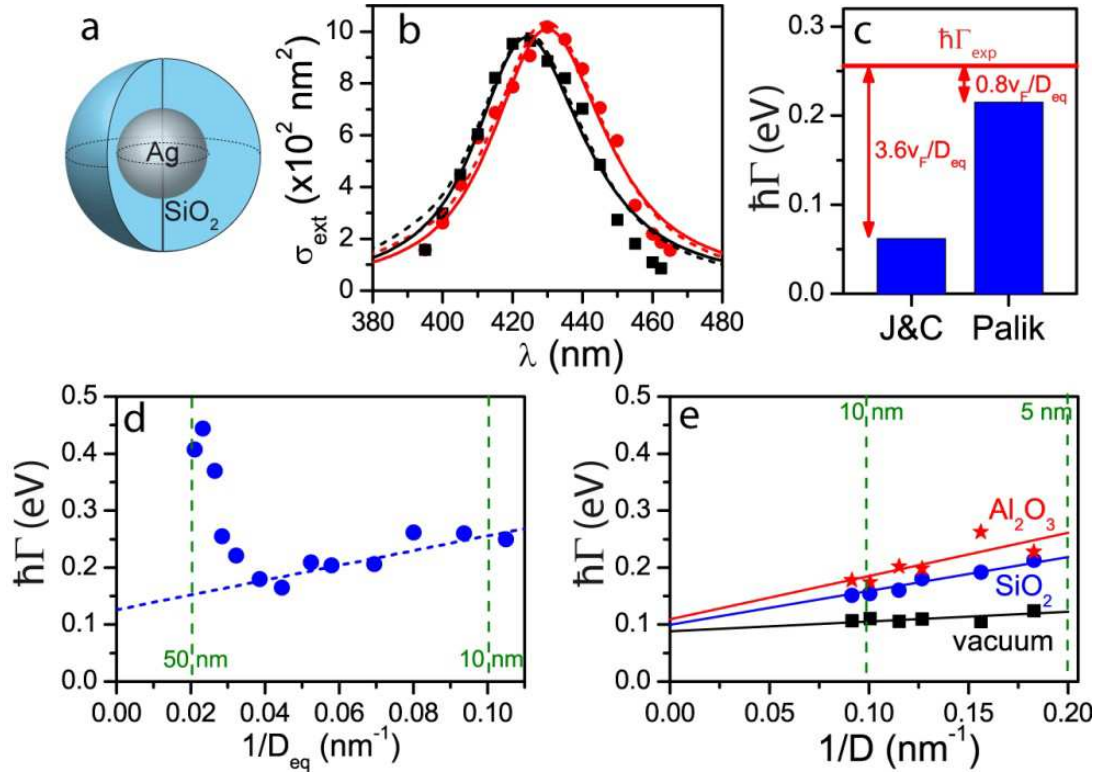 a
Ag
SiO₂
b
σext (x10² nm²)
10
8
6
4
2
0
380 400 420 440 460 480
λ (nm)
c
ħΓ (eV)
0.3
0.2
0.1
0.0
ħΓexp
0.8vF/Deq
3.6vF/Deq
J&C Palik
d
ħΓ (eV)
0.5
0.4
0.3
0.2
0.1
0.0
50 nm
10 nm
0.00 0.02 0.04 0.06 0.08 0.10
1/Deq (nm⁻¹)
e
ħΓ (eV)
0.5
0.4
0.3
0.2
0.1
0.0
10 nm
5 nm
Al₂O₃
SiO₂
vacuum
0.00 0.05 0.10 0.15 0.20
1/D (nm⁻¹)